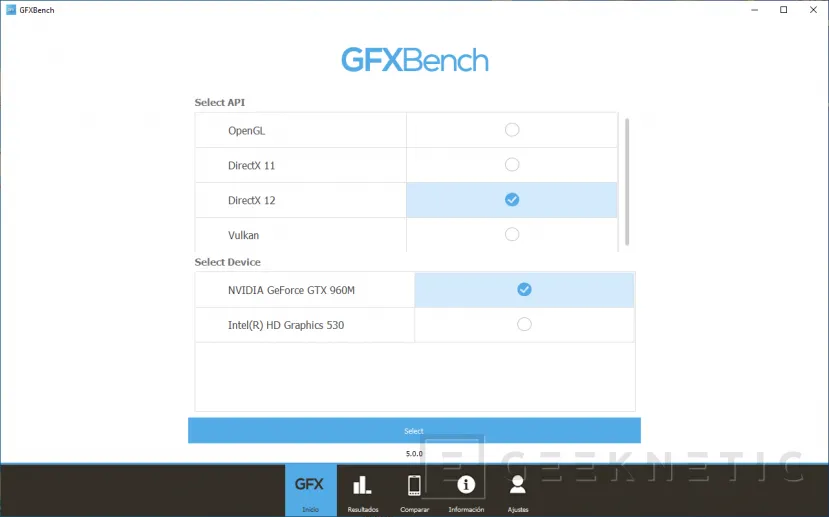 GFXBench
GFXBench
Select API
OpenGL
DirectX 11
DirectX 12
Vulkan
Select Device
NVIDIA GeForce GTX 960M
Intel(R) HD Graphics 530
Select
5.0.0
GEEKNETIC
GFX
Inicio
Resultados
Comparar
Información
Ajustes